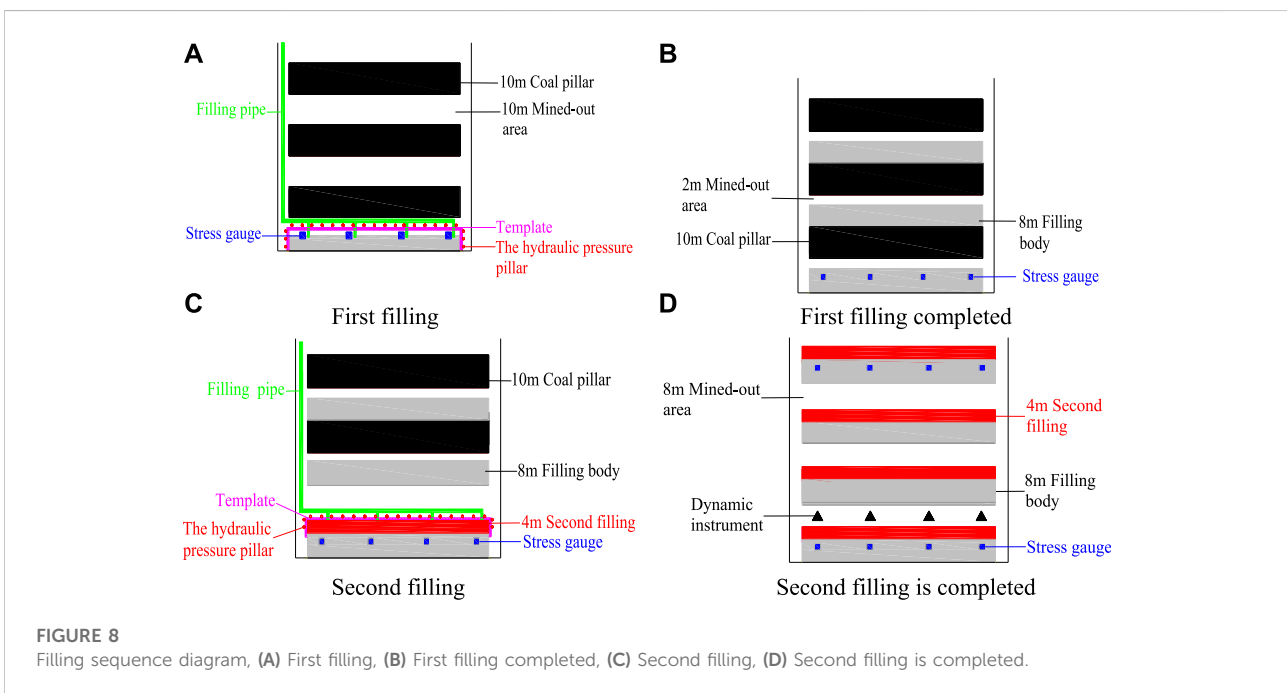 A
10m Coal pillar
Filling pipe
10m Mined-out
area
Template
Stress gauge
The hydraulic pressure
pillar
First filling
B
2m Mined-out
area
8m Filling
body
10m Coal pillar
Stress gauge
First filling completed
C
10m Coal pillar
Filling pipe
8m Filling body
Template
The hydraulic
pressure pillar
4m Second filling
Stress gauge
Second filling
D
8m Mined-out
area
4m Second
filling
8m Filling
body
Dynamic
instrument
Stress gauge
Second filling is completed
FIGURE 8
Filling sequence diagram, (A) First filling, (B) First filling completed, (C) Second filling, (D) Second filling is completed.